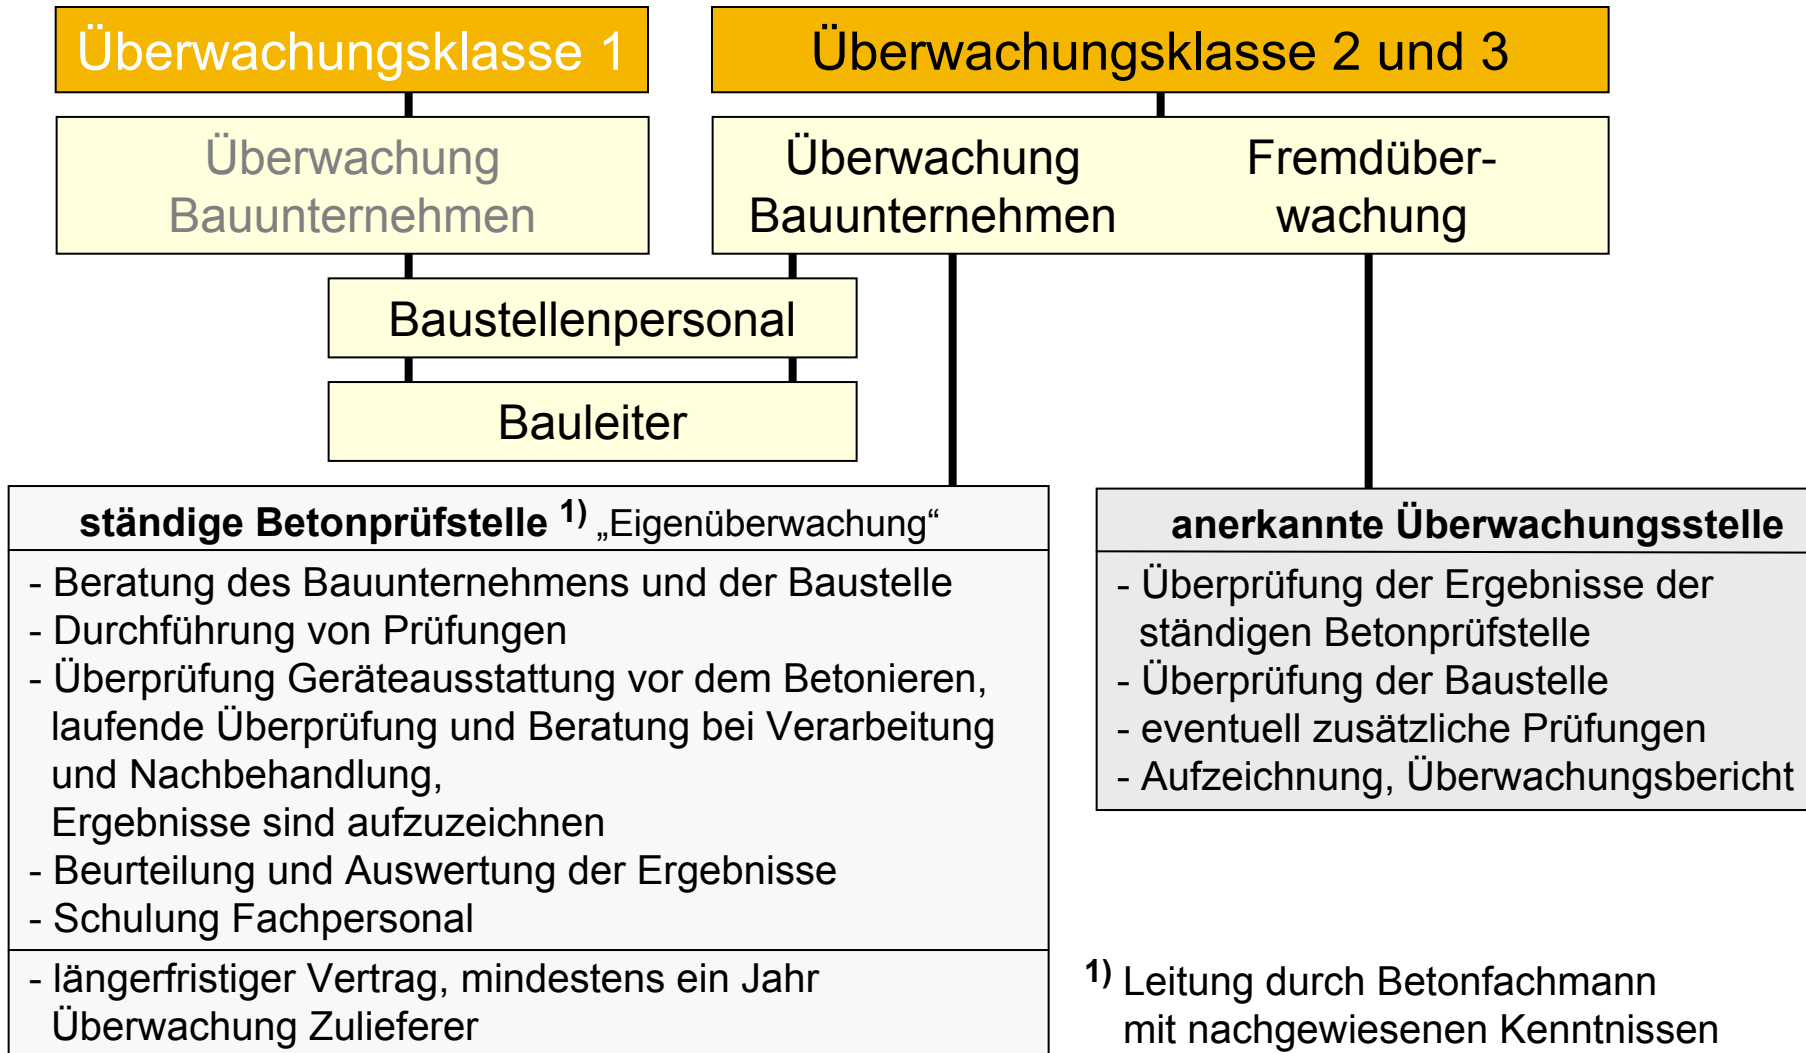 Überwachungsklasse 1
Überwachungsklasse 2 und 3
Überwachung
Bauunternehmen
Überwachung
Bauunternehmen
Fremdüber-
wachung
Baustellenpersonal
Bauleiter
ständige Betonprüfstelle 1) „Eigenüberwachung“
- Beratung des Bauunternehmens und der Baustelle
- Durchführung von Prüfungen
- Überprüfung Geräteausstattung vor dem Betonieren,
laufende Überprüfung und Beratung bei Verarbeitung
und Nachbehandlung,
Ergebnisse sind aufzuzeichnen
- Beurteilung und Auswertung der Ergebnisse
- Schulung Fachpersonal
- längerfristiger Vertrag, mindestens ein Jahr
Überwachung Zulieferer
anerkannte Überwachungsstelle
- Überprüfung der Ergebnisse der
ständigen Betonprüfstelle
- Überprüfung der Baustelle
- eventuell zusätzliche Prüfungen
- Aufzeichnung, Überwachungsbericht
1) Leitung durch Betonfachmann
mit nachgewiesenen Kenntnissen